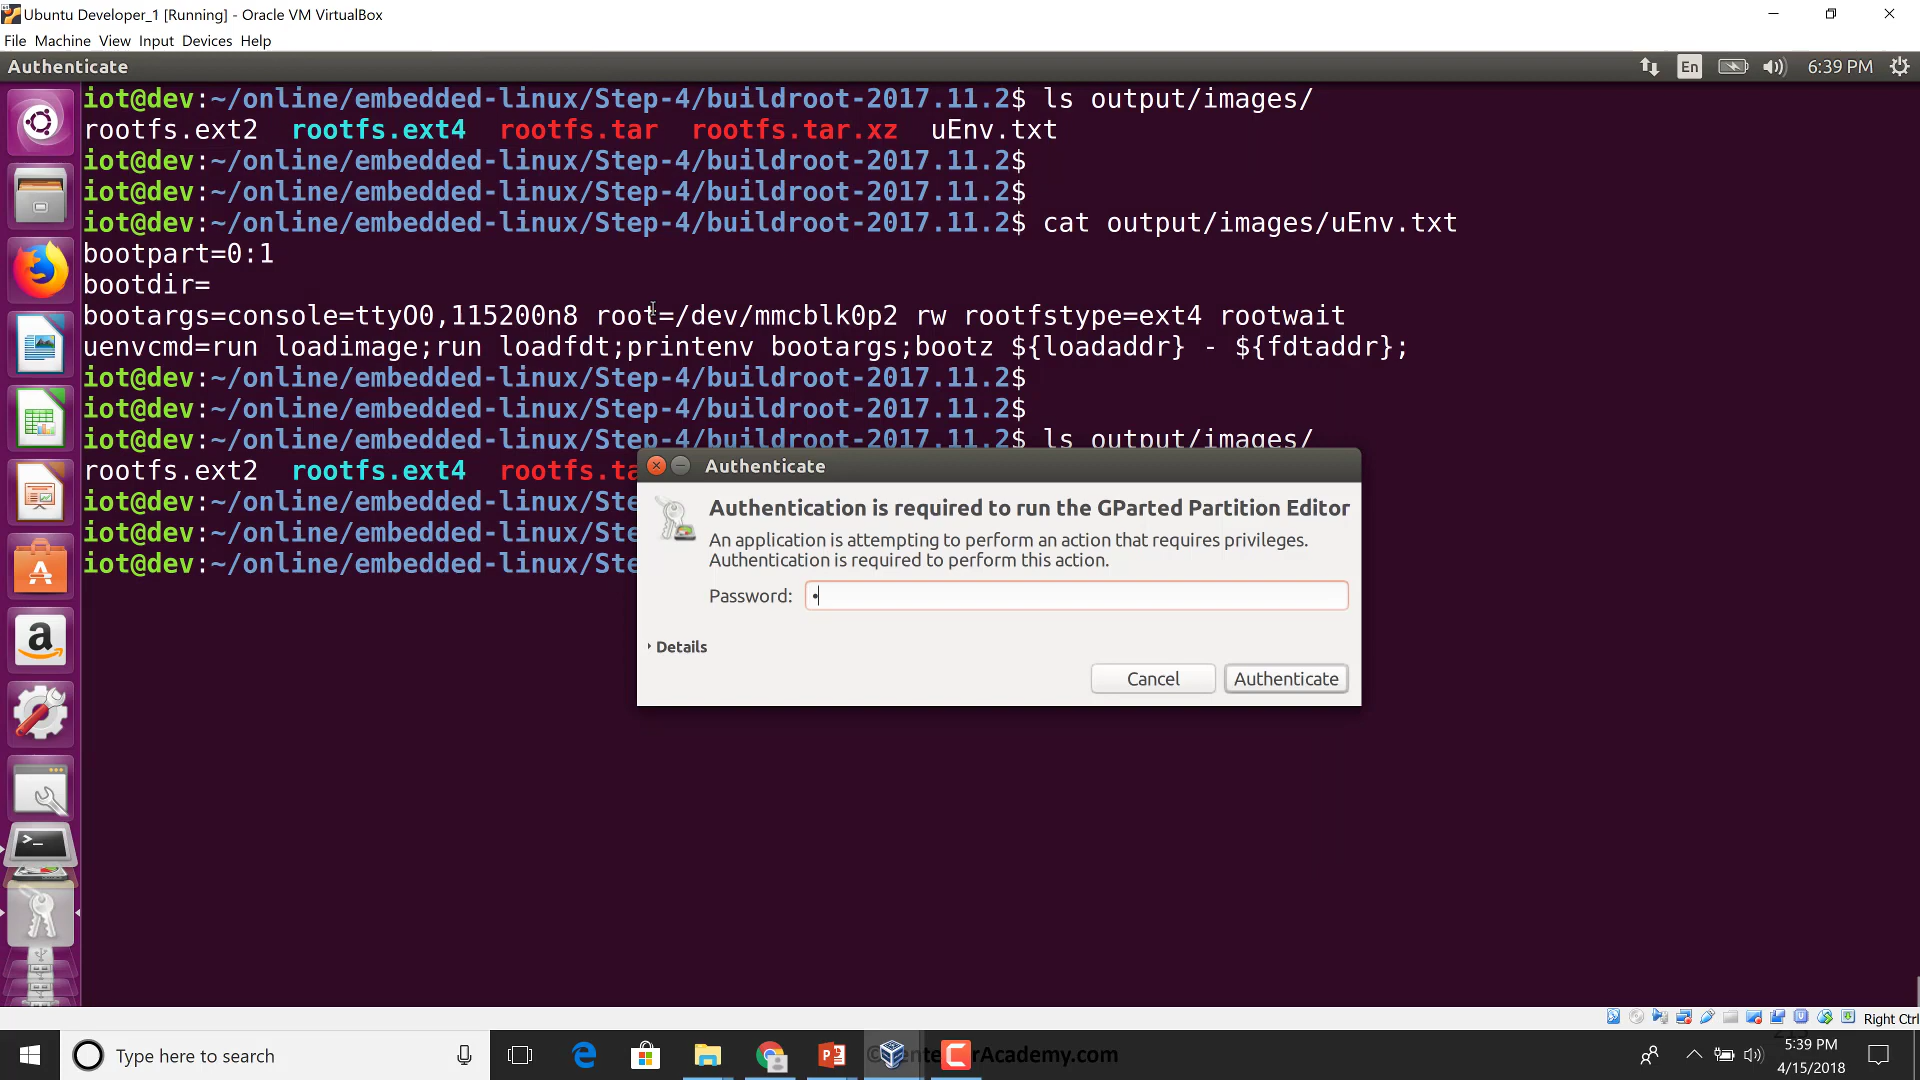 Ubuntu Developer_1 [Running] - Oracle VM VirtualBox
File Machine View Input Devices Help
Authenticate
En
6:39 PM
iot@dev:~/online/embedded-linux/Step-4/buildroot-2017.11.2$ ls output/images/
rootfs.ext2 rootfs.ext4 rootfs.tar rootfs.tar.xz uEnv.txt
iot@dev:~/online/embedded-linux/Step-4/buildroot-2017.11.2$
iot@dev:~/online/embedded-linux/Step-4/buildroot-2017.11.2$
iot@dev:~/online/embedded-linux/Step-4/buildroot-2017.11.2$ cat output/images/uEnv.txt
bootpart=0:1
bootdir=
bootargs=console=ttyO0,115200n8 root=/dev/mmcblk0p2 rw rootfstype=ext4 rootwait
uenvcmd=run loadimage;run loadfdt;printenv bootargs;bootz ${loadaddr} - ${fdtaddr};
iot@dev:~/online/embedded-linux/Step-4/buildroot-2017.11.2$
iot@dev:~/online/embedded-linux/Step-4/buildroot-2017.11.2$
iot@dev:~/online/embedded-linux/Step-4/buildroot-2017.11.2$ ls output/images/
rootfs.ext2 rootfs.ext4 rootfs.ta
iot@dev:~/online/embedded-linux/Ste
iot@dev:~/online/embedded-linux/Ste
iot@dev:~/online/embedded-linux/Ste
Authenticate
Authentication is required to run the GParted Partition Editor
An application is attempting to perform an action that requires privileges.
Authentication is required to perform this action.
Password:
Details
Cancel
Authenticate
Right Ctrl
Type here to search
Academy.com
5:39 PM
4/15/2018